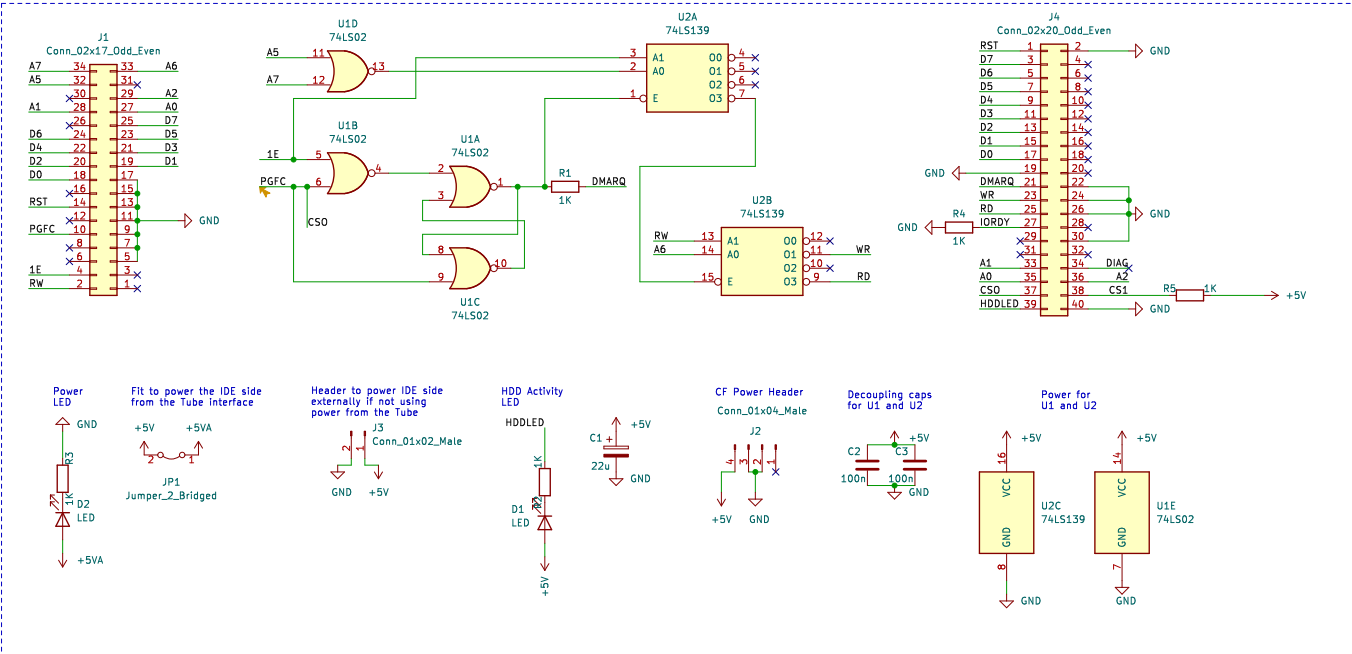 J1
Conn_02x17_Odd_Even
A7 34 33 A6
A5 32 31
30 29 A2
A1 28 27 A0
26 25 D7
D6 24 23 D5
D4 22 21 D3
D2 20 19 D1
D0 18 17
16 15
RST 14 13
12 11 GND
PGFC 10 9
8 7
6 5
1E 4 3
RW 2 1
U1D
74LS02
A5 11
13
A7 12
U1B
74LS02
1E 5
4
PGFC 6
CSO
U1A
74LS02
2
1
3
8
10
9
U1C
74LS02
R1
1K
DMARQ
U2A
74LS139
3 A1 O0 4
2 A0 O1 5
O2 6
1 E O3 7
U2B
74LS139
RW 13 A1 O0 12
A6 14 A0 O1 11 WR
O2 10
15 E O3 9 RD
J4
Conn_02x20_Odd_Even
RST 1 2 GND
D7 3 4
D6 5 6
D5 7 8
D4 9 10
D3 11 12
D2 13 14
D1 15 16
D0 17 18
GND 19 20
DMARQ 21 22
WR 23 24
RD 25 26 GND
R4
GND IORDY 27 28
1K
29 30
31 32
A1 33 34 DIAG
A0 35 36 A2
CSO 37 38 CS1 R5 1K +5V
HDDLED 39 40 GND
Power
LED
GND
R3
1K
D2
LED
+5VA
Fit to power the IDE side
from the Tube interface
+5V +5VA
2 1
JP1
Jumper_2_Bridged
Header to power IDE side
externally if not using
power from the Tube
J3
Conn_01x02_Male
2 1
GND
+5V
HDD Activity
LED
HDDLED
1K
R2
D1
LED
+5V
+5V
C1 +
22u
GND
CF Power Header
Conn_01x04_Male
J2
4 3 2 1
+5V GND
Decoupling caps
for U1 and U2
+5V
C2 C3
100n 100n
GND
Power for
U1 and U2
+5V
16
VCC
U2C
74LS139
GND
8
GND
+5V
14
VCC
U1E
74LS02
GND
7
GND